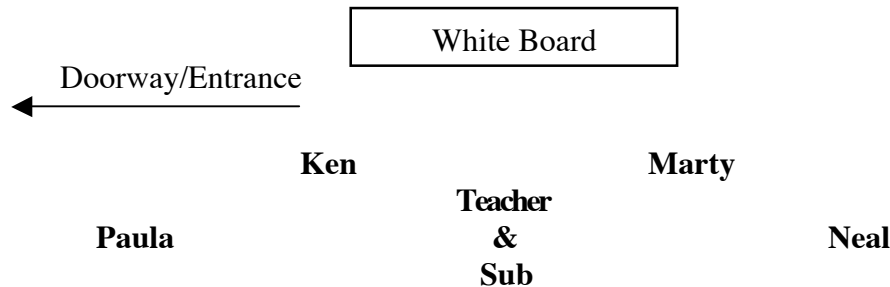 White Board
Doorway/Entrance
Ken Marty
Teacher
Paula & Neal
Sub